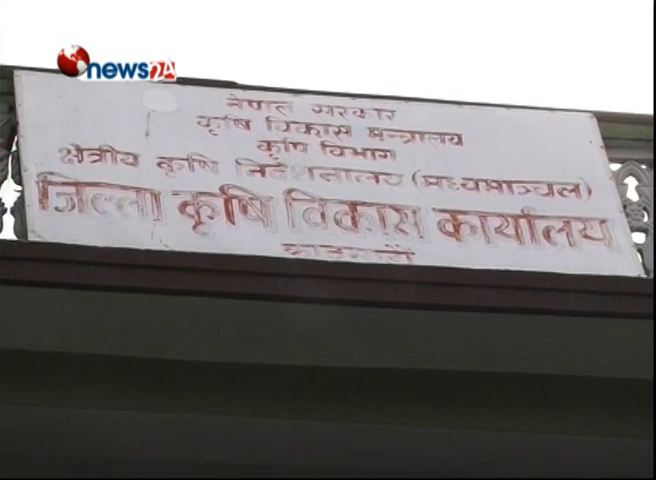 news24
नेपाल सरकार
कृषि विकास मन्त्रालय
कृषि विभाग
क्षेत्रीय कृषि निर्देशनालय (मध्यमाञ्चल)
जिल्ला कृषि विकास कार्यालय
काठमाडौं